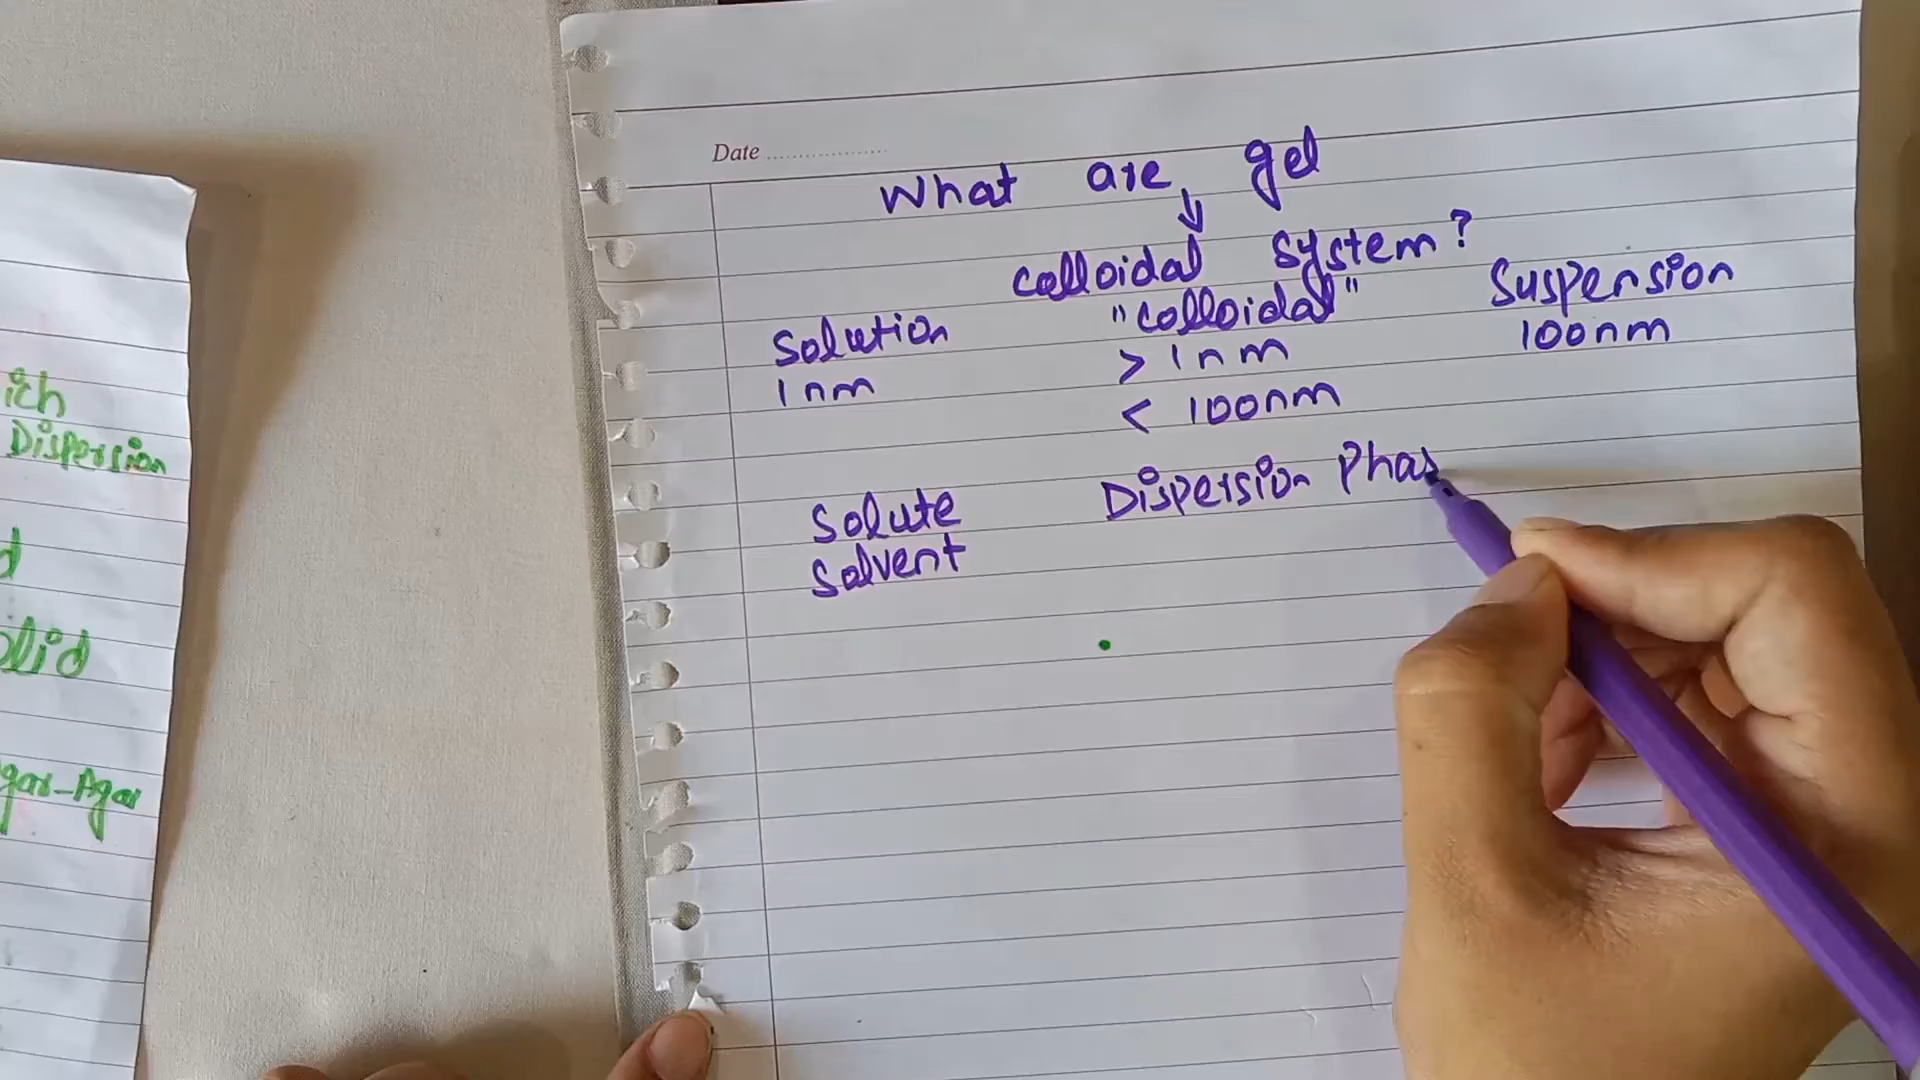 ich
Dispersion
d
olid
gar-Agar
Date
What are gel
colloidal system?
Solution "colloidal" Suspension
1nm > 1nm 100nm
< 100nm
Solute Dispersion Phas
Solvent